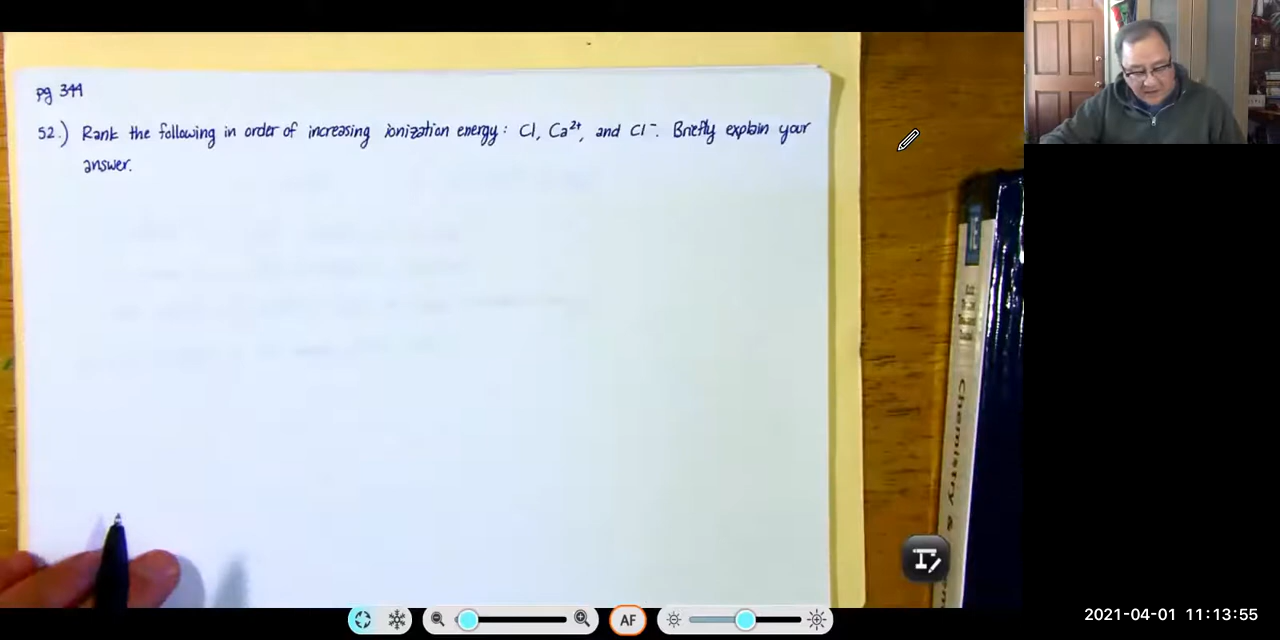 pg 344
52.) Rank the following in order of increasing ionization energy: Cl, Ca²⁺, and Cl⁻. Briefly explain your
answer.
Chemistry &
AF
2021-04-01 11:13:55